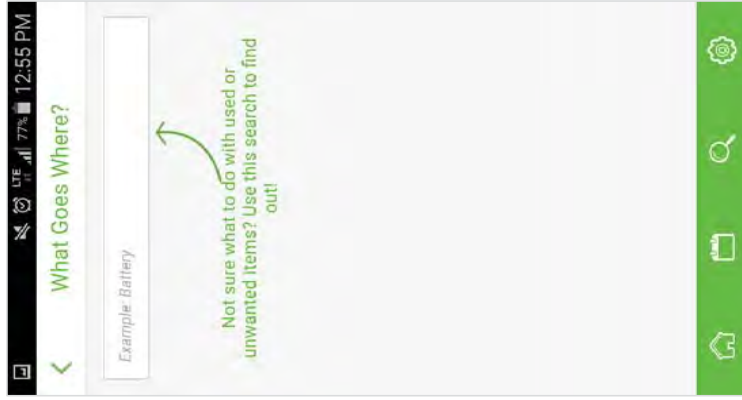 LTE 77% 12:55 PM
What Goes Where?
Example: Battery
Not sure what to do with used or
unwanted items? Use this search to find
out!